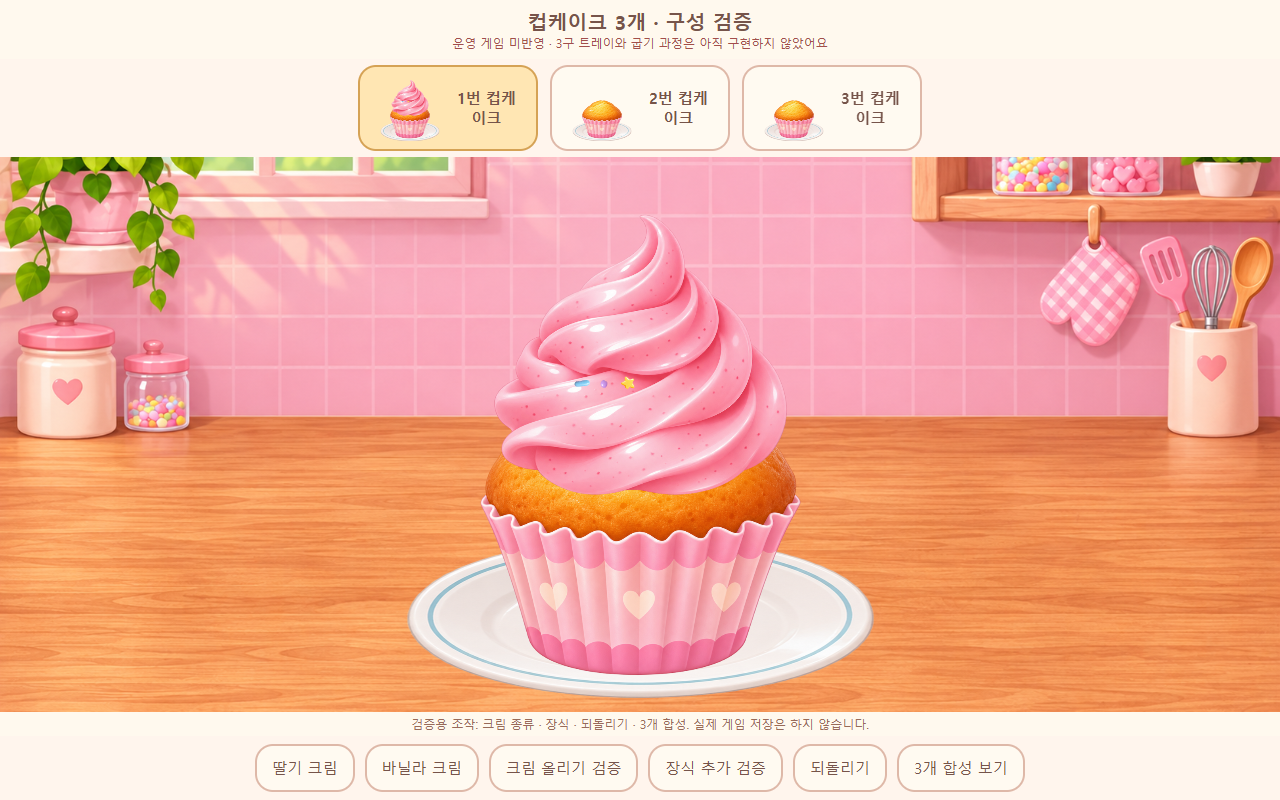 컵케이크 3개 · 구성 검증
운영 게임 미반영 · 3구 트레이와 굽기 과정은 아직 구현하지 않았어요
1번 컵케
이크
2번 컵케
이크
3번 컵케
이크
검증용 조작: 크림 종류 · 장식 · 되돌리기 · 3개 합성. 실제 게임 저장은 하지 않습니다.
딸기 크림
바닐라 크림
크림 올리기 검증
장식 추가 검증
되돌리기
3개 합성 보기